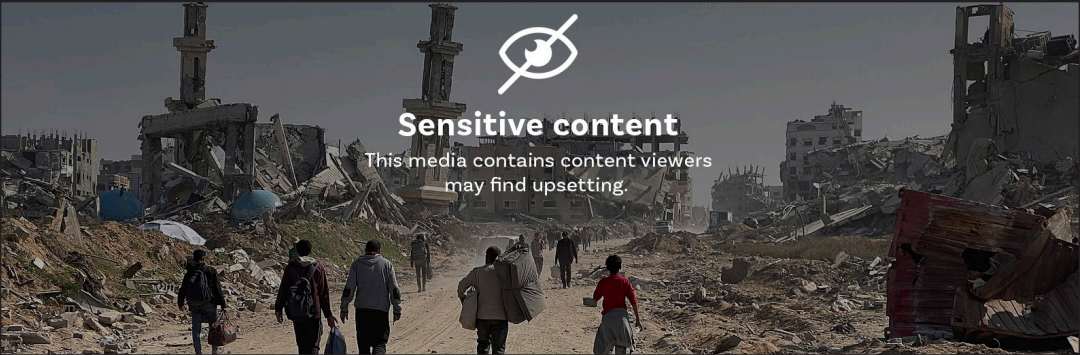 Sensitive content
This media contains content viewers
may find upsetting.